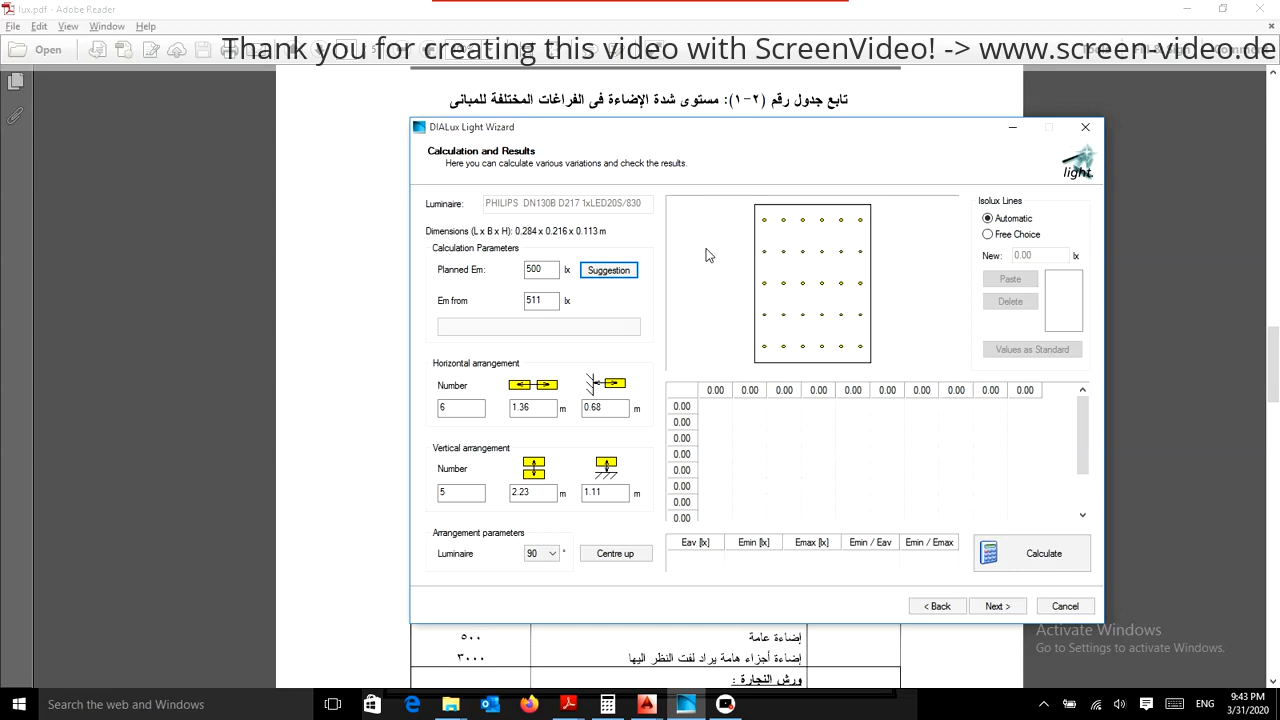 lux.pdf - Adobe Reader
File Edit View Window Help
Open
Thank you for creating this video with ScreenVideo! -> www.screen-video.de
تابع جدول رقم (٢-١): مستوى شدة الإضاءة فى الفراغات المختلفة للمبانى
DIALux Light Wizard
Calculation and Results
Here you can calculate various variations and check the results.
light.
Luminaire: PHILIPS DN130B D217 1xLED20S/830
Dimensions (L x B x H): 0.284 x 0.216 x 0.113 m
Calculation Parameters
Planned Em: 500 lx Suggestion
Em from 511 lx
Horizontal arrangement
Number
6 1.36 m 0.68 m
Vertical arrangement
Number
5 2.23 m 1.11 m
Arrangement parameters
Luminaire 90 ° Centre up
Isolux Lines
Automatic
Free Choice
New: 0.00 lx
Paste
Delete
Values as Standard
0.00 0.00 0.00 0.00 0.00 0.00 0.00 0.00 0.00 0.00
0.00
0.00
0.00
0.00
0.00
0.00
0.00
0.00
Eav [lx] Emin [lx] Emax [lx] Emin / Eav Emin / Emax
Calculate
< Back Next > Cancel
إضاءة عامة ٥٠٠
إضاءة أجزاء هامة يراد لفت النظر اليها ٣٠٠٠
ورش النجارة :
Activate Windows
Go to Settings to activate Windows.
Search the web and Windows
ENG
9:43 PM
3/31/2020